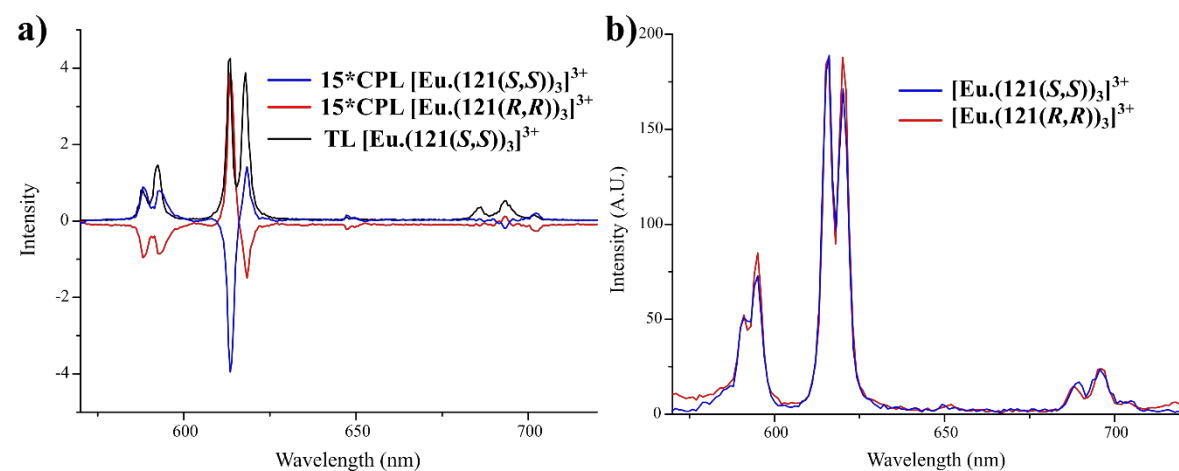 a)
15*CPL [Eu.(121(S,S))₃]³⁺
15*CPL [Eu.(121(R,R))₃]³⁺
TL [Eu.(121(S,S))₃]³⁺
Intensity
4
2
0
-2
-4
600
650
700
Wavelength (nm)
b)
[Eu.(121(S,S))₃]³⁺
[Eu.(121(R,R))₃]³⁺
Intensity (A.U.)
200
150
100
50
0
600
650
700
Wavelength (nm)